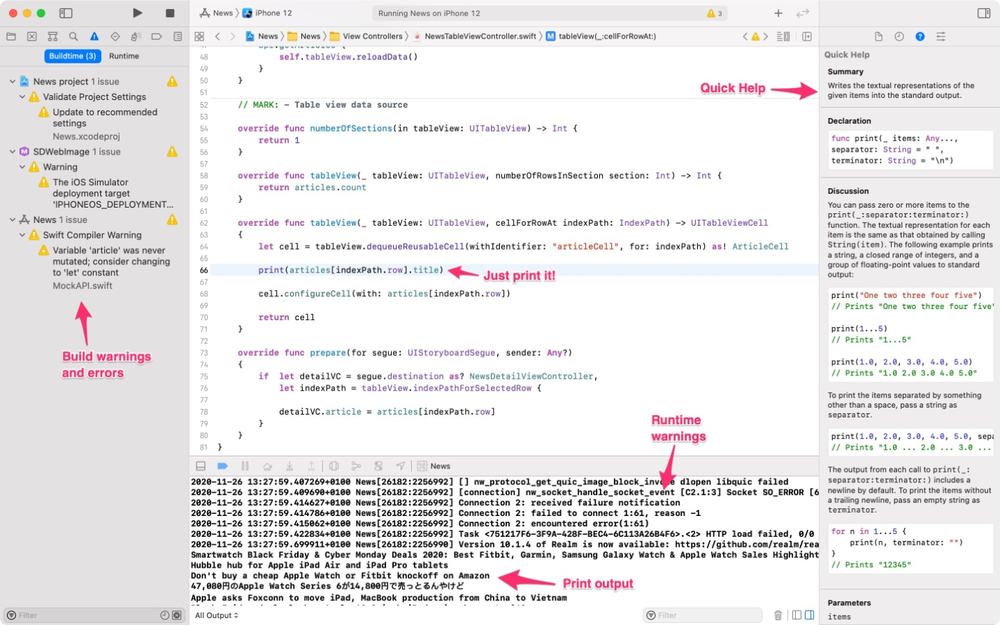 News 〉 iPhone 12
Running News on iPhone 12
3
Buildtime (3)
Runtime
News project 1 issue
Validate Project Settings
Update to recommended
settings
News.xcodeproj
SDWebImage 1 issue
Warning
The iOS Simulator
deployment target
'IPHONEOS_DEPLOYMENT...
News 1 issue
Swift Compiler Warning
Variable 'article' was never
mutated; consider changing
to 'let' constant
MockAPI.swift
Build warnings
and errors
Filter
News 〉 News 〉 View Controllers 〉 NewsTableViewController.swift 〉 M tableView(_:cellForRowAt:)
48 self.tableView.reloadData()
49 }
50 }
51
52 // MARK: - Table view data source
53
54 override func numberOfSections(in tableView: UITableView) -> Int {
55 return 1
56 }
57
58 override func tableView(_ tableView: UITableView, numberOfRowsInSection section: Int) -> Int {
59 return articles.count
60 }
61
62 override func tableView(_ tableView: UITableView, cellForRowAt indexPath: IndexPath) -> UITableViewCell
63 {
64 let cell = tableView.dequeueReusableCell(withIdentifier: "articleCell", for: indexPath) as! ArticleCell
65
66 print(articles[indexPath.row].title)
Just print it!
67
68 cell.configureCell(with: articles[indexPath.row])
69
70 return cell
71 }
72
73 override func prepare(for segue: UIStoryboardSegue, sender: Any?)
74 {
75 if let detailVC = segue.destination as? NewsDetailViewController,
76 let indexPath = tableView.indexPathForSelectedRow {
77
78 detailVC.article = articles[indexPath.row]
79 }
80 }
81 }
Quick Help
Runtime
warnings
News
2020-11-26 13:27:59.407269+0100 News[26182:2256992] [] nw_protocol_get_quic_image_block_invoke dlopen libquic failed
2020-11-26 13:27:59.409690+0100 News[26182:2256992] [connection] nw_socket_handle_socket_event [C2.1:3] Socket SO_ERROR [6
2020-11-26 13:27:59.414627+0100 News[26182:2256992] Connection 2: received failure notification
2020-11-26 13:27:59.414786+0100 News[26182:2256992] Connection 2: failed to connect 1:61, reason -1
2020-11-26 13:27:59.415062+0100 News[26182:2256992] Connection 2: encountered error(1:61)
2020-11-26 13:27:59.422834+0100 News[26182:2256992] Task <751217F6-3F9A-428F-BEC4-6C113A26B4F6>.<2> HTTP load failed, 0/0
2020-11-26 13:27:59.699911+0100 News[26182:2256990] Version 10.1.4 of Realm is now available: https://github.com/realm/rea
Smartwatch Black Friday & Cyber Monday Deals 2020: Best Fitbit, Garmin, Samsung Galaxy Watch & Apple Watch Sales Highlight
Hubble hub for Apple iPad Air and iPad Pro tablets
Don't buy a cheap Apple Watch or Fitbit knockoff on Amazon
47,080円のApple Watch Series 6が14,800円で売っとるんやけど
Apple asks Foxconn to move iPad, MacBook production from China to Vietnam
Print output
All Output
Filter
Quick Help
Summary
Writes the textual representations of the
given items into the standard output.
Declaration
func print(_ items: Any...,
separator: String = " ",
terminator: String = "\n")
Discussion
You can pass zero or more items to the
print(_:separator:terminator:)
function. The textual representation for each
item is the same as that obtained by calling
String(item). The following example prints
a string, a closed range of integers, and a
group of floating-point values to standard
output:
print("One two three four five")
// Prints "One two three four five"
print(1...5)
// Prints "1...5"
print(1.0, 2.0, 3.0, 4.0, 5.0)
// Prints "1.0 2.0 3.0 4.0 5.0"
To print the items separated by something
other than a space, pass a string as
separator.
print(1.0, 2.0, 3.0, 4.0, 5.0, sepa
// Prints "1.0 ... 2.0 ... 3.0 ...
The output from each call to print(_:
separator:terminator:) includes a
newline by default. To print the items without
a trailing newline, pass an empty string as
terminator.
for n in 1...5 {
print(n, terminator: "")
}
// Prints "12345"
Parameters
items